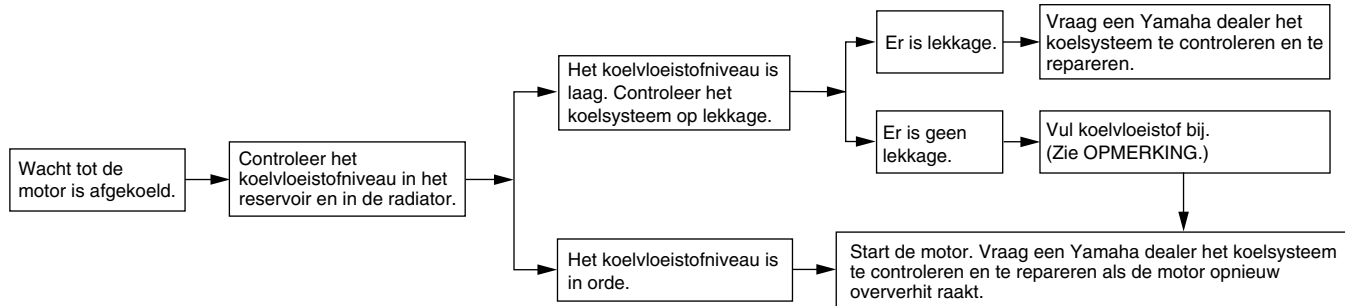 Wacht tot de
motor is afgekoeld.
Controleer het
koelvloeistofniveau in het
reservoir en in de radiator.
Het koelvloeistofniveau is
laag. Controleer het
koelsysteem op lekkage.
Er is lekkage.
Vraag een Yamaha dealer het
koelsysteem te controleren en te
repareren.
Er is geen
lekkage.
Vul koelvloeistof bij.
(Zie OPMERKING.)
Het koelvloeistofniveau is
in orde.
Start de motor. Vraag een Yamaha dealer het koelsysteem
te controleren en te repareren als de motor opnieuw
oververhit raakt.